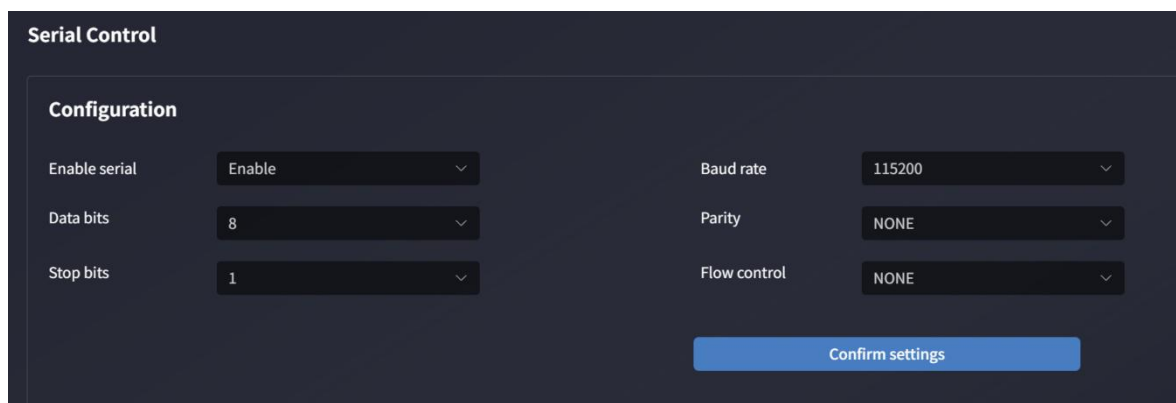 Serial Control
Configuration
Enable serial Enable Baud rate 115200
Data bits 8 Parity NONE
Stop bits 1 Flow control NONE
Confirm settings